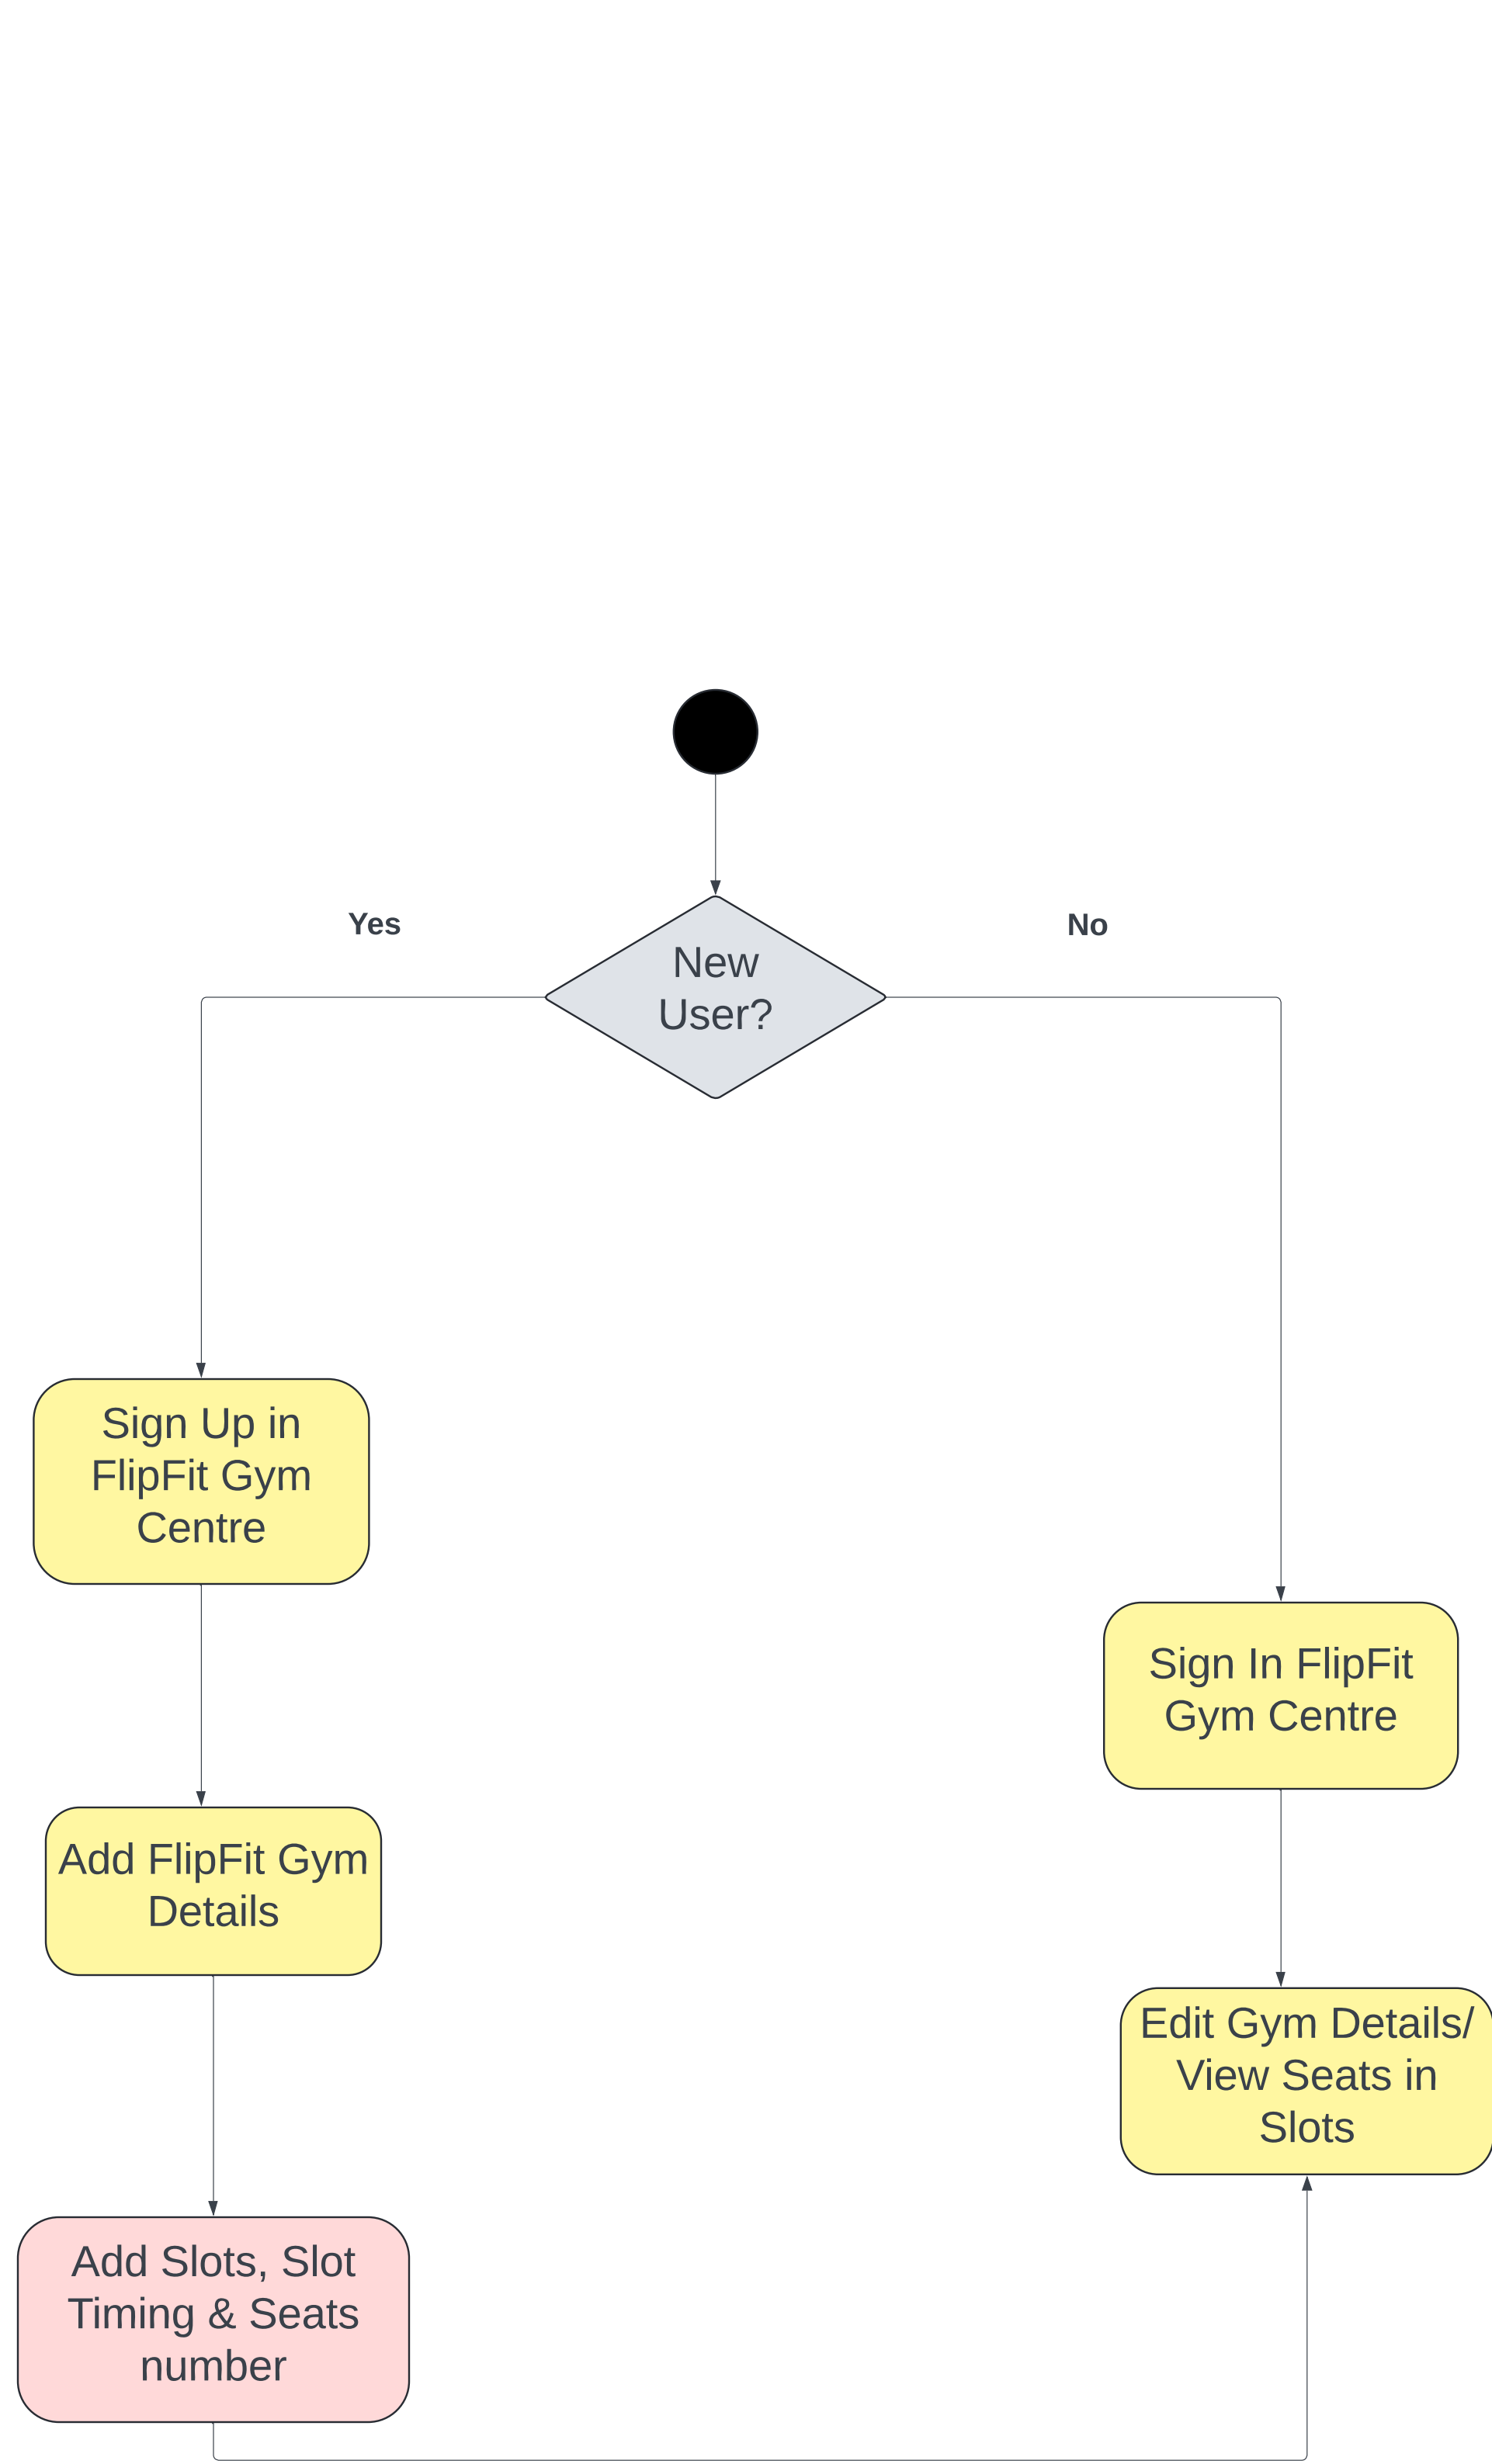 Yes
No
New
User?
Sign Up in
FlipFit Gym
Centre
Sign In FlipFit
Gym Centre
Add FlipFit Gym
Details
Edit Gym Details/
View Seats in
Slots
Add Slots, Slot
Timing & Seats
number